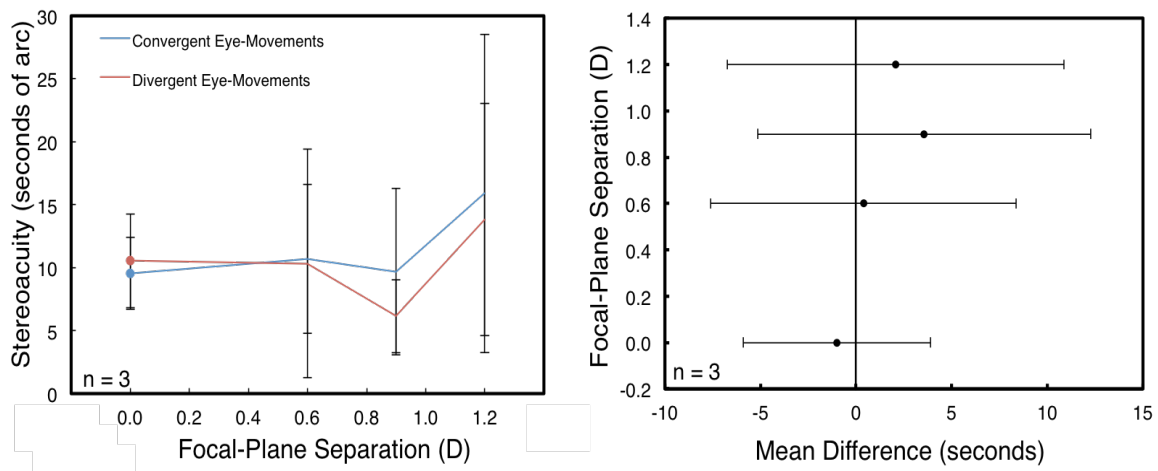 30
25
20
15
10
5
0
Stereoacuity (seconds of arc)
Convergent Eye-Movements
Divergent Eye-Movements
n = 3
0.0 0.2 0.4 0.6 0.8 1.0 1.2
Focal-Plane Separation (D)
1.4
1.2
1.0
0.8
0.6
0.4
0.2
0.0
-0.2
Focal-Plane Separation (D)
n = 3
-10 -5 0 5 10 15
Mean Difference (seconds)